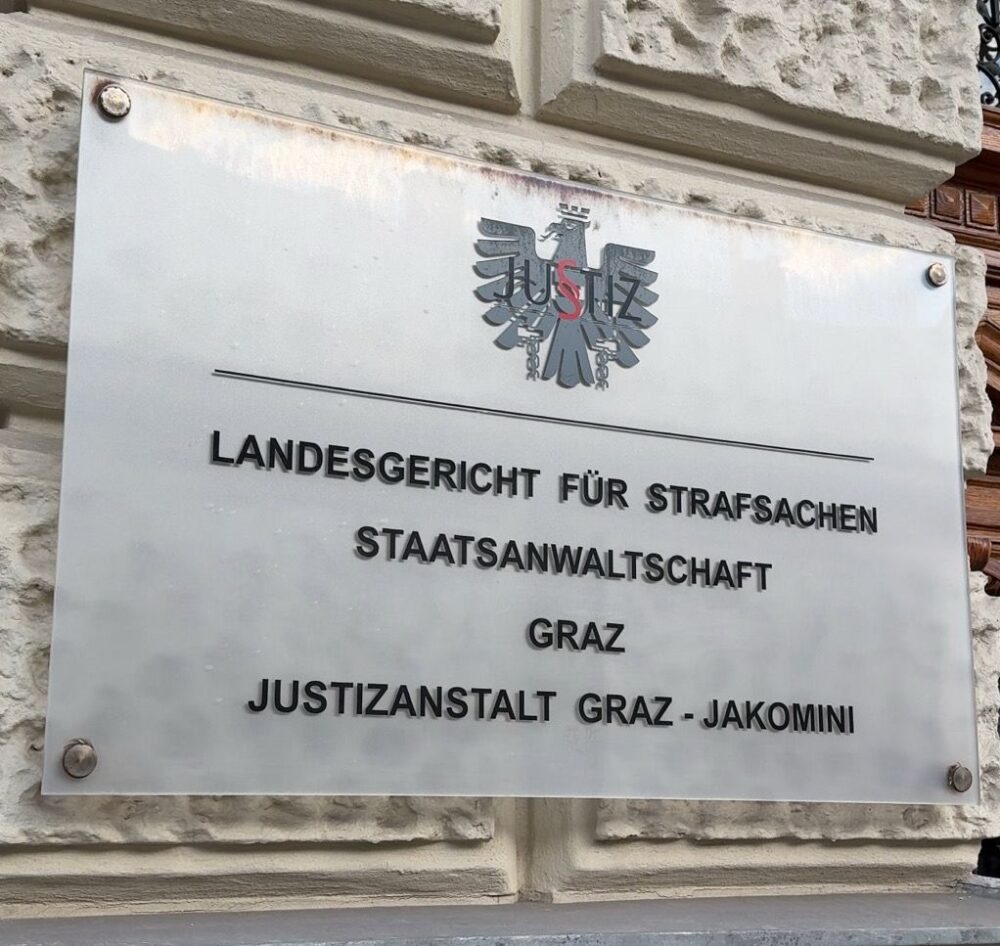 JUSTIZ
LANDESGERICHT FÜR STRAFSACHEN
STAATSANWALTSCHAFT
GRAZ
JUSTIZANSTALT GRAZ - JAKOMINI